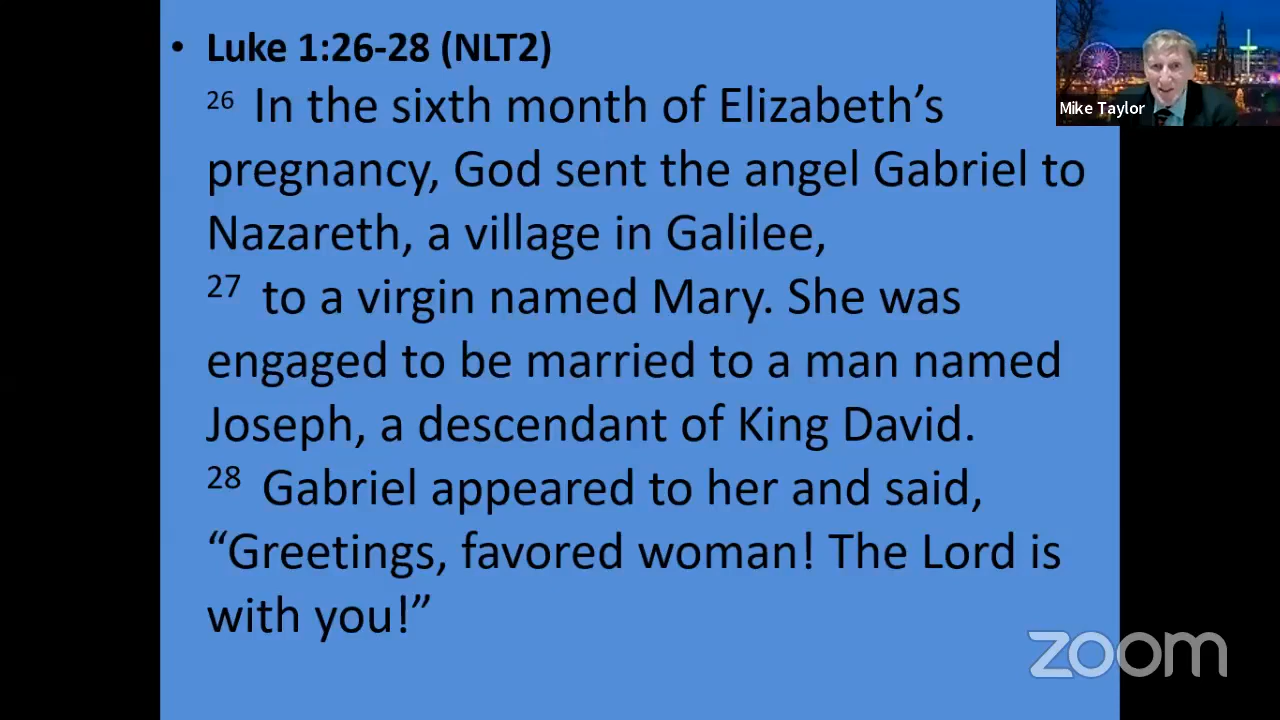 • Luke 1:26-28 (NLT2)
26 In the sixth month of Elizabeth’s
pregnancy, God sent the angel Gabriel to
Nazareth, a village in Galilee,
27 to a virgin named Mary. She was
engaged to be married to a man named
Joseph, a descendant of King David.
28 Gabriel appeared to her and said,
“Greetings, favored woman! The Lord is
with you!”
Mike Taylor
zoom